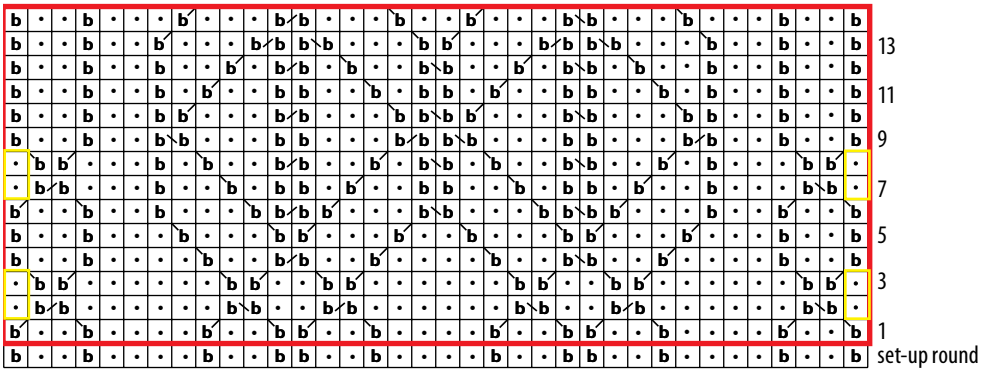 b b b b b b b b b b b b
b b b b b b b b b b b b b b b b 13
b b b b b b b b b b b b b b b b
b b b b b b b b b b b b b b b b 11
b b b b b b b b b b b b b b b b
b b b b b b b b b b b b b b b b 9
b b b b b b b b b b b b b b b b
b b b b b b b b b b b b b b b b 7
b b b b b b b b b b b b b b b b
b b b b b b b b b b b b 5
b b b b b b b b b b b b
b b b b b b b b b b b b 3
b b b b b b b b b b b b
b b b b b b b b b b b b 1
b b b b b b b b b b b b set-up round